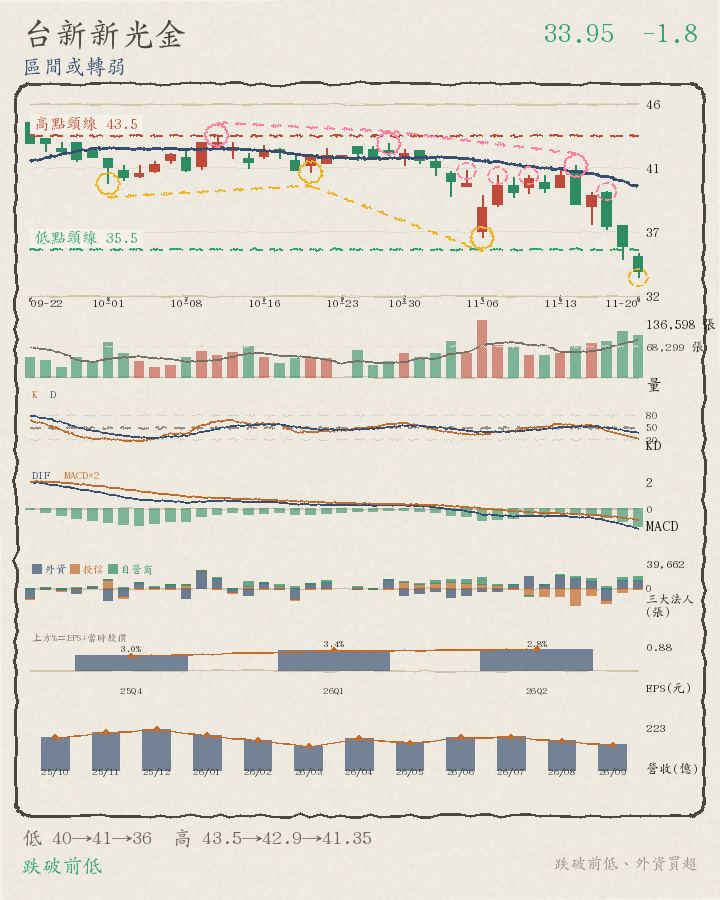 台新新光金 33.95 -1.8
區間或轉弱
46
高點頸線 43.5
41
37
低點頸線 35.5
32
09-22 10-01 10-08 10-16 10-23 10-30 11-06 11-13 11-20
136,598 張
68,299 張
量
K D
80
50
20
KD
DIF MACD×2
2
0
MACD
外資 投信 自營商
39,662
0
三大法人
(張)
上方%=EPS÷當時股價
3.0% 3.4% 2.8%
0.88
25Q4 26Q1 26Q2
EPS(元)
223
25/10 25/11 25/12 26/01 26/02 26/03 26/04 26/05 26/06 26/07 26/08 26/09
營收(億)
低 40→41→36 高 43.5→42.9→41.35
跌破前低
跌破前低、外資買超